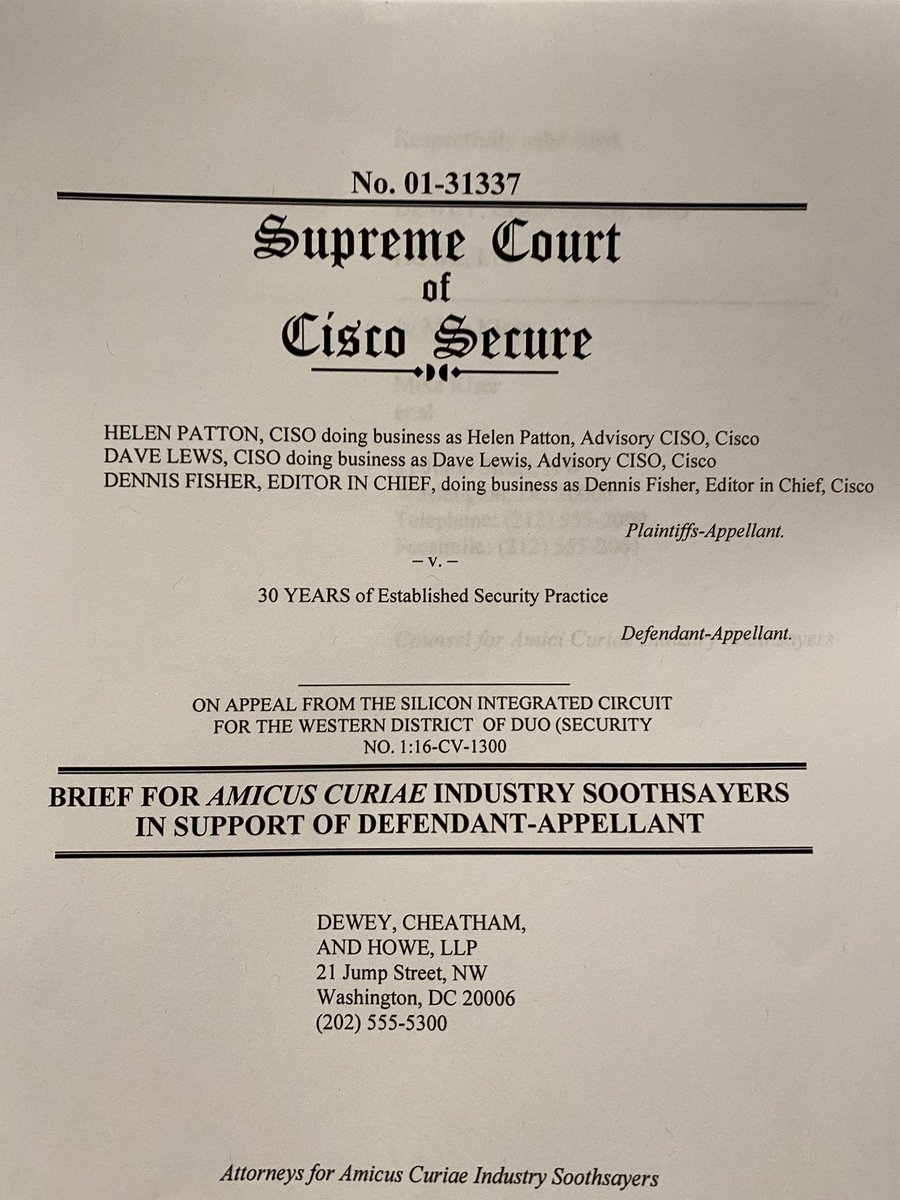 No. 01-31337
Supreme Court
of
Cisco Secure
HELEN PATTON, CISO doing business as Helen Patton, Advisory CISO, Cisco
DAVE LEWS, CISO doing business as Dave Lewis, Advisory CISO, Cisco
DENNIS FISHER, EDITOR IN CHIEF, doing business as Dennis Fisher, Editor in Chief, Cisco
Plaintiffs-Appellant.
– v. –
30 YEARS of Established Security Practice
Defendant-Appellant.
ON APPEAL FROM THE SILICON INTEGRATED CIRCUIT
FOR THE WESTERN DISTRICT OF DUO (SECURITY
NO. 1:16-CV-1300
BRIEF FOR AMICUS CURIAE INDUSTRY SOOTHSAYERS
IN SUPPORT OF DEFENDANT-APPELLANT
DEWEY, CHEATHAM,
AND HOWE, LLP
21 Jump Street, NW
Washington, DC 20006
(202) 555-5300
Attorneys for Amicus Curiae Industry Soothsayers